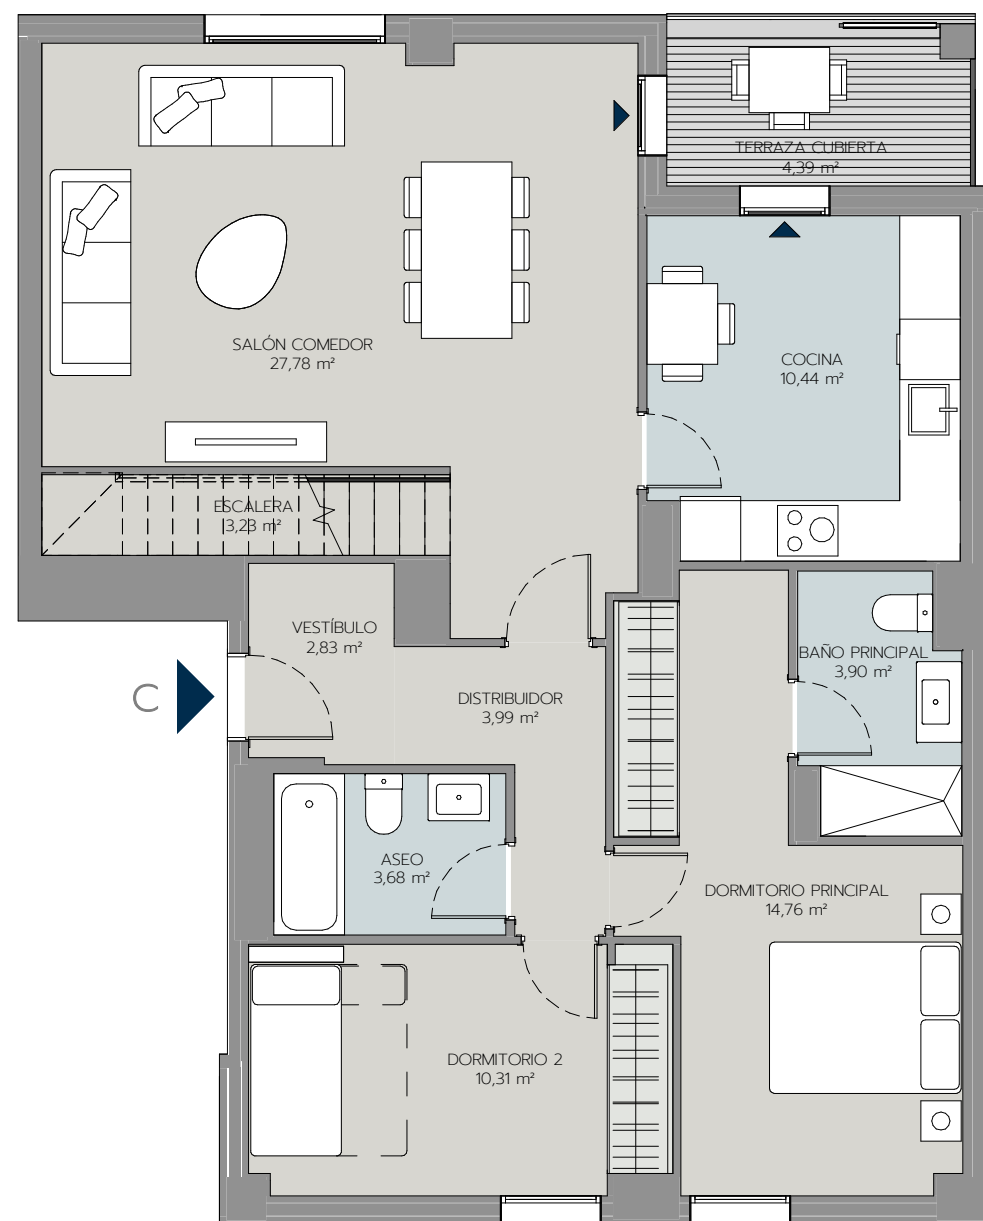 TERRAZA CUBIERTA
4,39 m²
SALÓN COMEDOR
27,78 m²
COCINA
10,44 m²
ESCALERA
3,23 m²
VESTÍBULO
2,83 m²
BAÑO PRINCIPAL
3,90 m²
C
DISTRIBUIDOR
3,99 m²
ASEO
3,68 m²
DORMITORIO PRINCIPAL
14,76 m²
DORMITORIO 2
10,31 m²